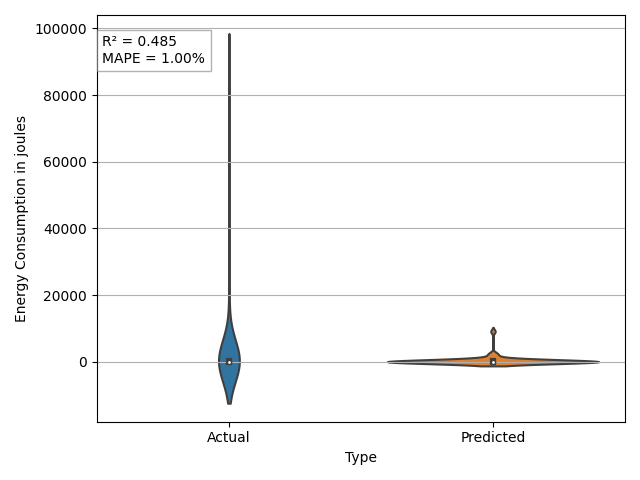 R² = 0.485
MAPE = 1.00%
100000
80000
60000
40000
20000
0
Energy Consumption in joules
Actual
Predicted
Type